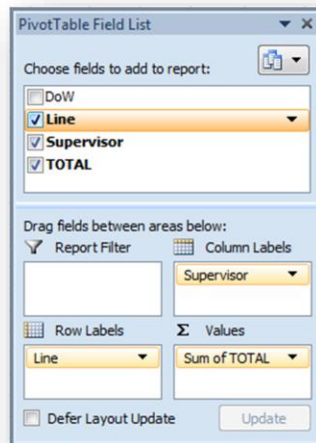 PivotTable Field List
Choose fields to add to report:
DoW
Line
Supervisor
TOTAL
Drag fields between areas below:
Report Filter
Column Labels
Supervisor
Row Labels
Σ Values
Line
Sum of TOTAL
Defer Layout Update
Update